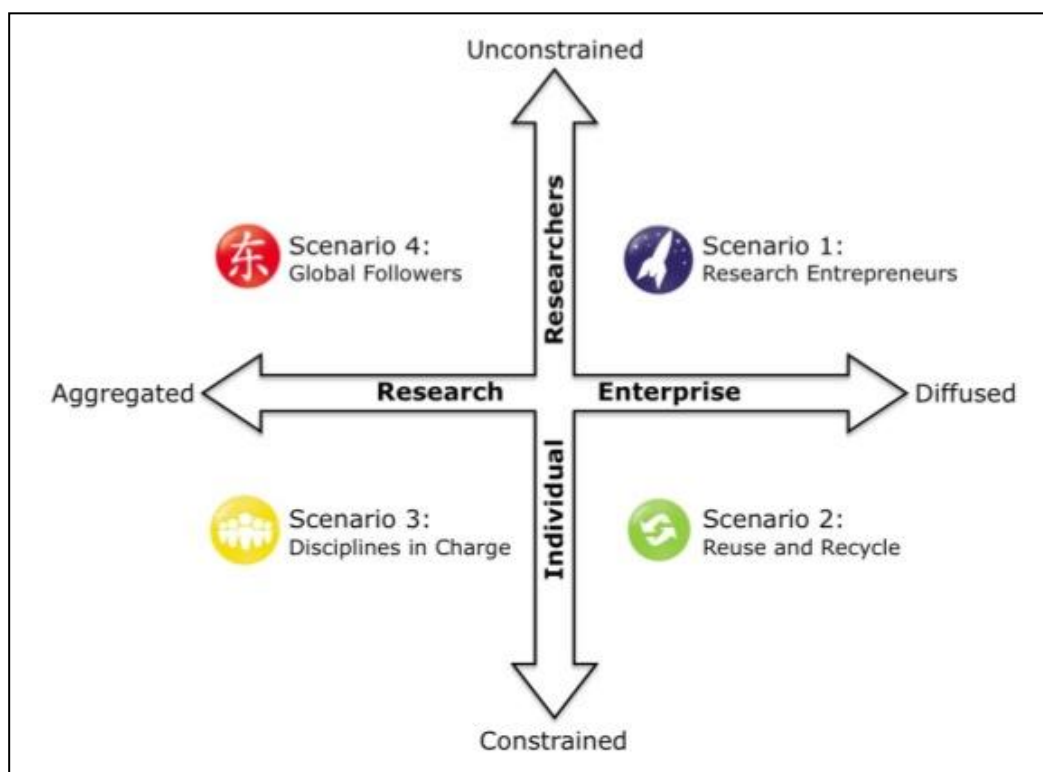 Unconstrained
Scenario 4:
Global Followers
东
Scenario 1:
Research Entrepreneurs
Researchers
Aggregated
Research Enterprise
Diffused
Individual
Scenario 3:
Disciplines in Charge
Scenario 2:
Reuse and Recycle
Constrained